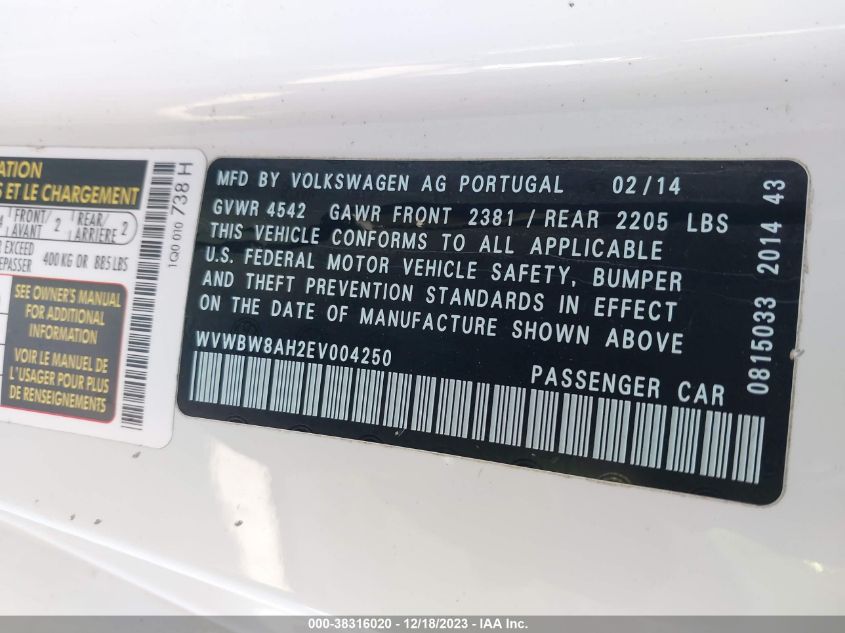 ATION
S ET LE CHARGEMENT
FRONT/ AVANT 2 REAR/ ARRIÈRE 2
EXCEED
400 KG OR 885 LBS
SEE OWNER'S MANUAL
FOR ADDITIONAL
INFORMATION
VOIR LE MANUEL DE
L'USAGER POUR PLUS
DE RENSEIGNEMENTS
1Q0 010 738 H
MFD BY VOLKSWAGEN AG PORTUGAL 02/14
GVWR 4542 GAWR FRONT 2381 / REAR 2205 LBS
THIS VEHICLE CONFORMS TO ALL APPLICABLE
U.S. FEDERAL MOTOR VEHICLE SAFETY, BUMPER
AND THEFT PREVENTION STANDARDS IN EFFECT
ON THE DATE OF MANUFACTURE SHOWN ABOVE
WVWBW8AH2EV004250
PASSENGER CAR
0815033 2014 43
000-38316020 - 12/18/2023 - IAA Inc.